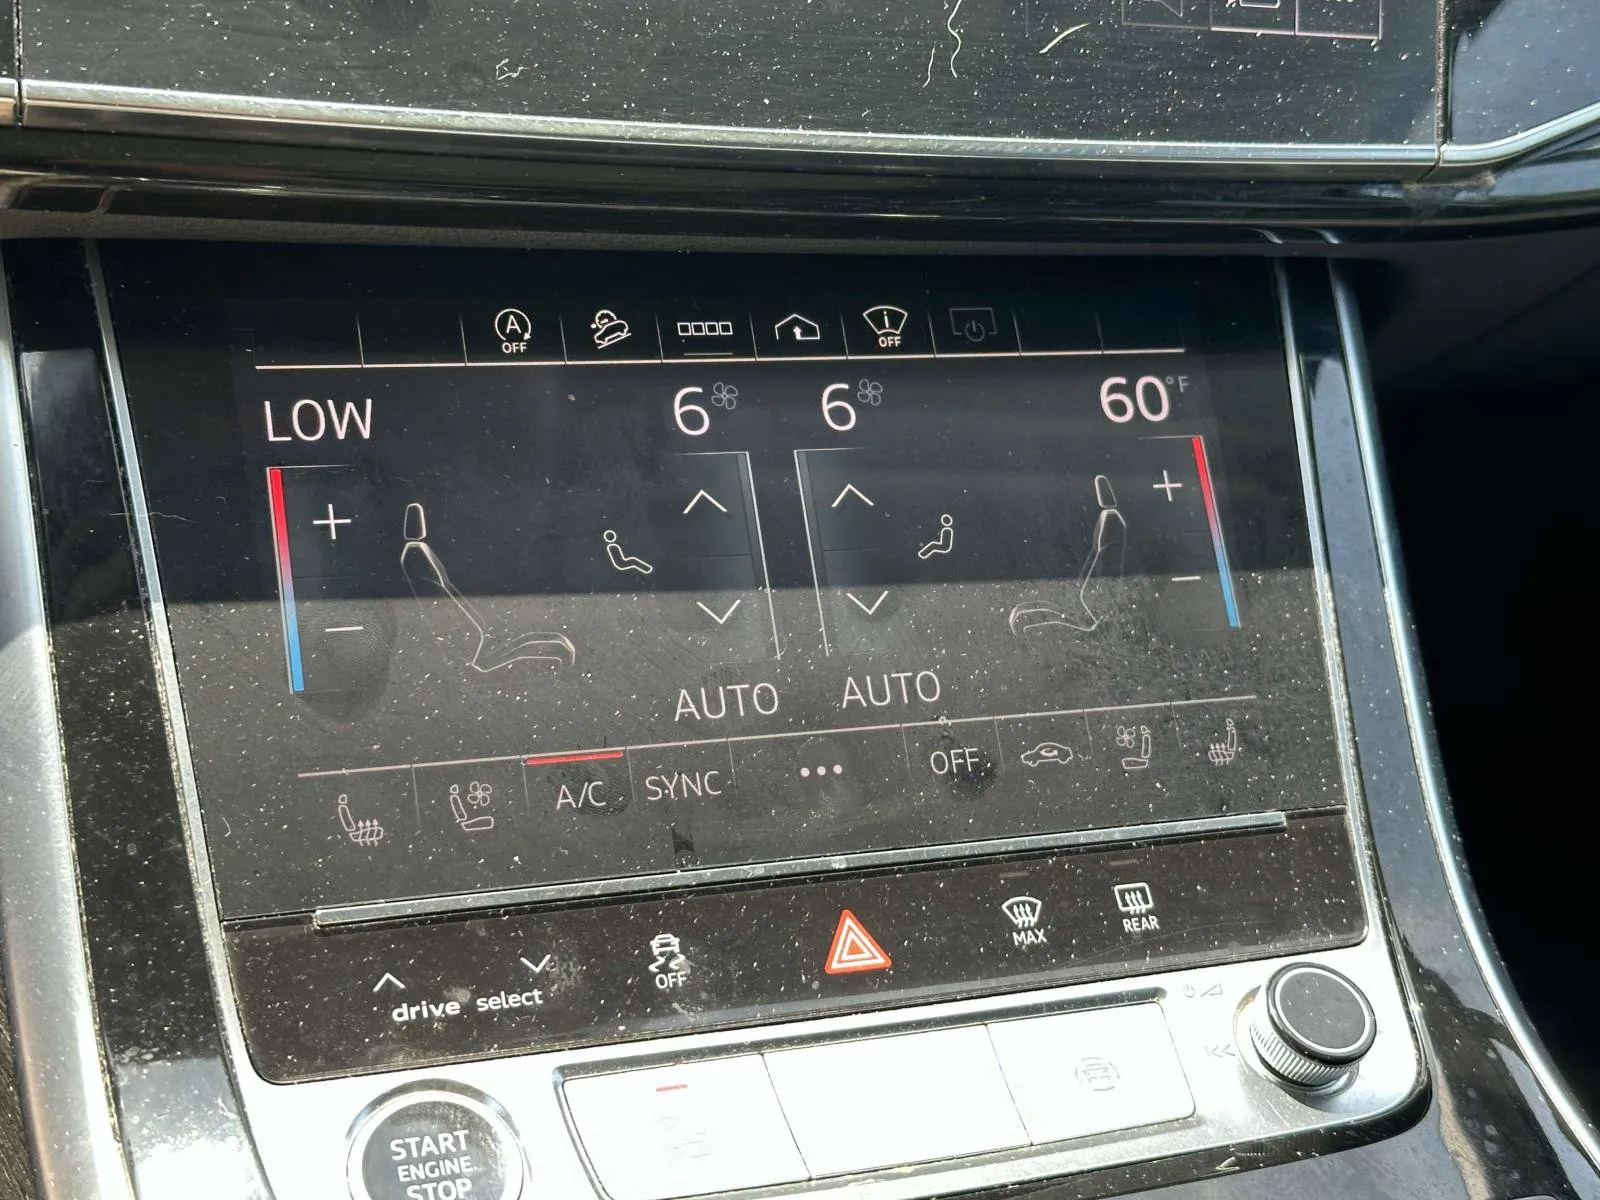 A
OFF
i
OFF
LOW
6
6
60°F
+
−
+
−
AUTO
AUTO
A/C
SYNC
•••
OFF
drive select
OFF
MAX
REAR
START
ENGINE
STOP